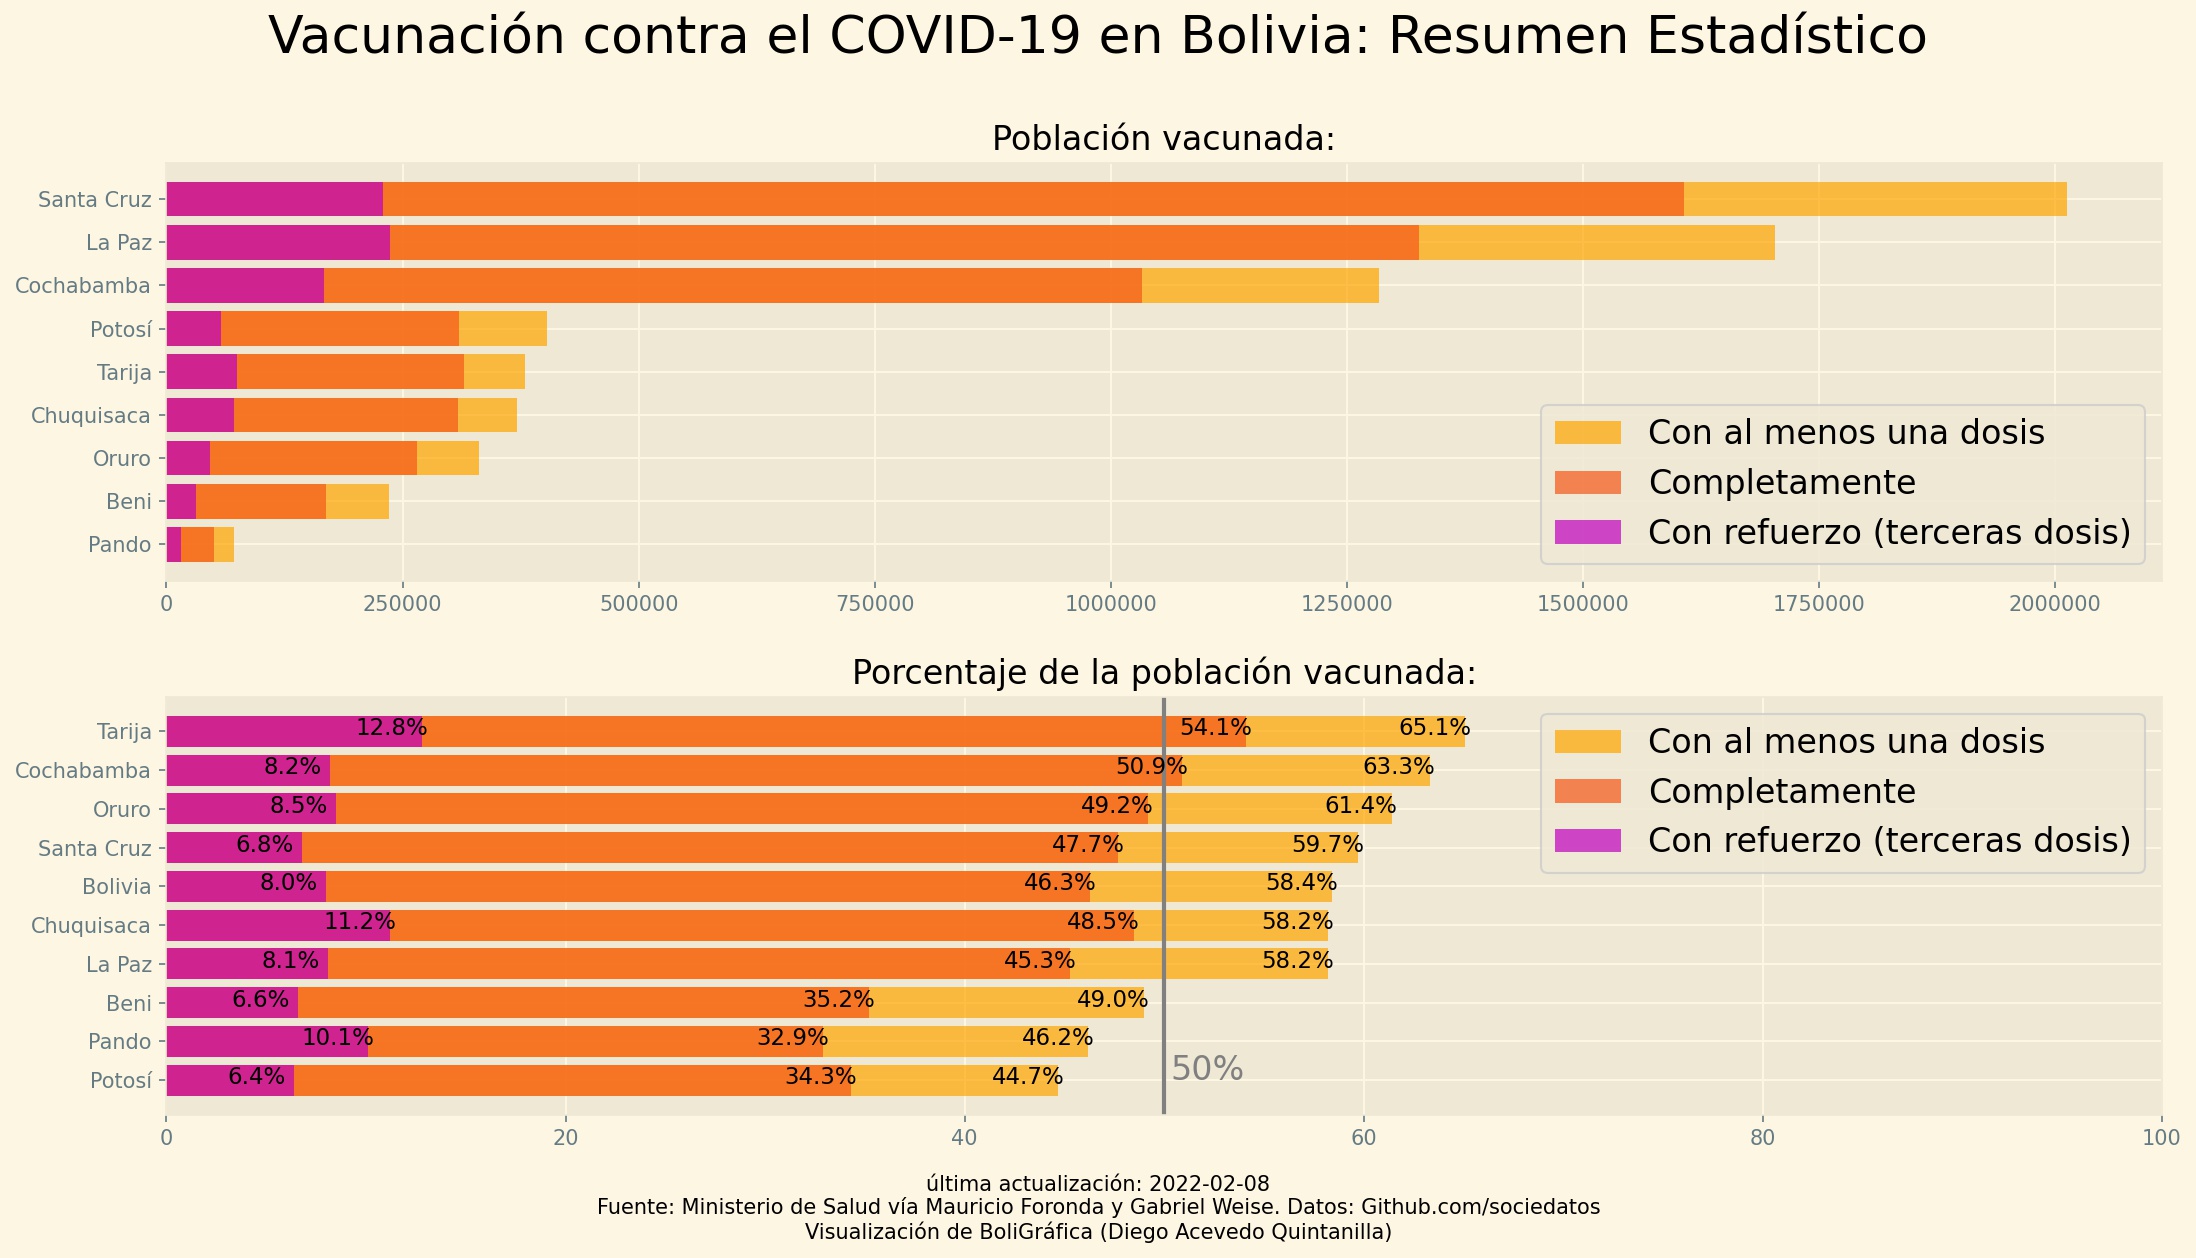 Vacunación contra el COVID-19 en Bolivia: Resumen Estadístico
Población vacunada:
Santa Cruz
La Paz
Cochabamba
Potosí
Tarija
Chuquisaca
Oruro
Beni
Pando
Con al menos una dosis
Completamente
Con refuerzo (terceras dosis)
0 250000 500000 750000 1000000 1250000 1500000 1750000 2000000
Porcentaje de la población vacunada:
Tarija 12.8% 54.1% 65.1%
Cochabamba 8.2% 50.9% 63.3%
Oruro 8.5% 49.2% 61.4%
Santa Cruz 6.8% 47.7% 59.7%
Bolivia 8.0% 46.3% 58.4%
Chuquisaca 11.2% 48.5% 58.2%
La Paz 8.1% 45.3% 58.2%
Beni 6.6% 35.2% 49.0%
Pando 10.1% 32.9% 46.2%
Potosí 6.4% 34.3% 44.7%
50%
Con al menos una dosis
Completamente
Con refuerzo (terceras dosis)
0 20 40 60 80 100
última actualización: 2022-02-08
Fuente: Ministerio de Salud vía Mauricio Foronda y Gabriel Weise. Datos: Github.com/sociedatos
Visualización de BoliGráfica (Diego Acevedo Quintanilla)